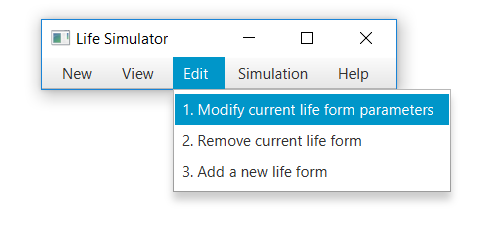 Life Simulator
New View Edit Simulation Help
1. Modify current life form parameters
2. Remove current life form
3. Add a new life form